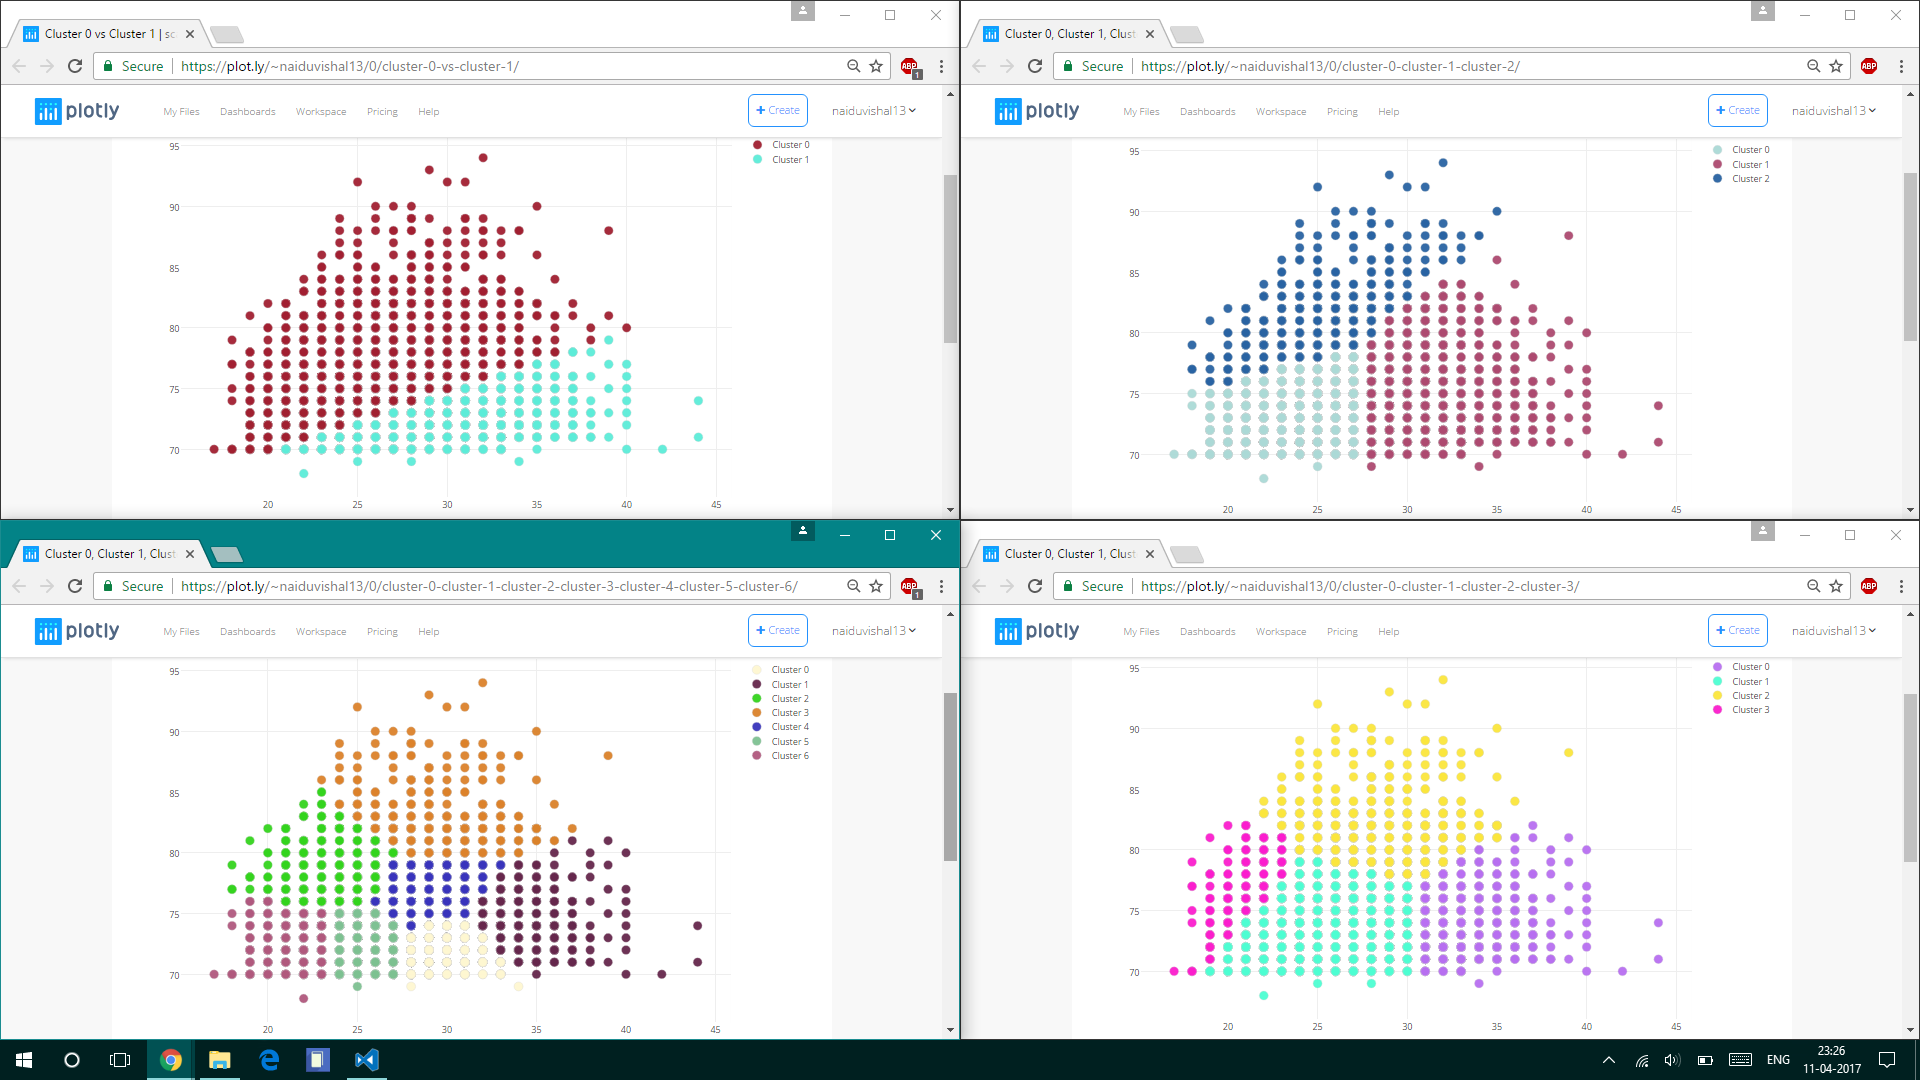 Cluster 0 vs Cluster 1 | sc
Secure https://plot.ly/~naiduvishal13/0/cluster-0-vs-cluster-1/
ABP 1
plotly My Files Dashboards Workspace Pricing Help + Create naiduvishal13
Cluster 0
Cluster 1
95
90
85
80
75
70
20 25 30 35 40 45
Cluster 0, Cluster 1, Clust
Secure https://plot.ly/~naiduvishal13/0/cluster-0-cluster-1-cluster-2/
ABP
plotly My Files Dashboards Workspace Pricing Help + Create naiduvishal13
Cluster 0
Cluster 1
Cluster 2
95
90
85
80
75
70
20 25 30 35 40 45
Cluster 0, Cluster 1, Clust
Secure https://plot.ly/~naiduvishal13/0/cluster-0-cluster-1-cluster-2-cluster-3-cluster-4-cluster-5-cluster-6/
ABP 1
plotly My Files Dashboards Workspace Pricing Help + Create naiduvishal13
Cluster 0
Cluster 1
Cluster 2
Cluster 3
Cluster 4
Cluster 5
Cluster 6
95
90
85
80
75
70
20 25 30 35 40 45
Cluster 0, Cluster 1, Clust
Secure https://plot.ly/~naiduvishal13/0/cluster-0-cluster-1-cluster-2-cluster-3/
ABP
plotly My Files Dashboards Workspace Pricing Help + Create naiduvishal13
Cluster 0
Cluster 1
Cluster 2
Cluster 3
95
90
85
80
75
70
20 25 30 35 40 45
ENG
23:26
11-04-2017